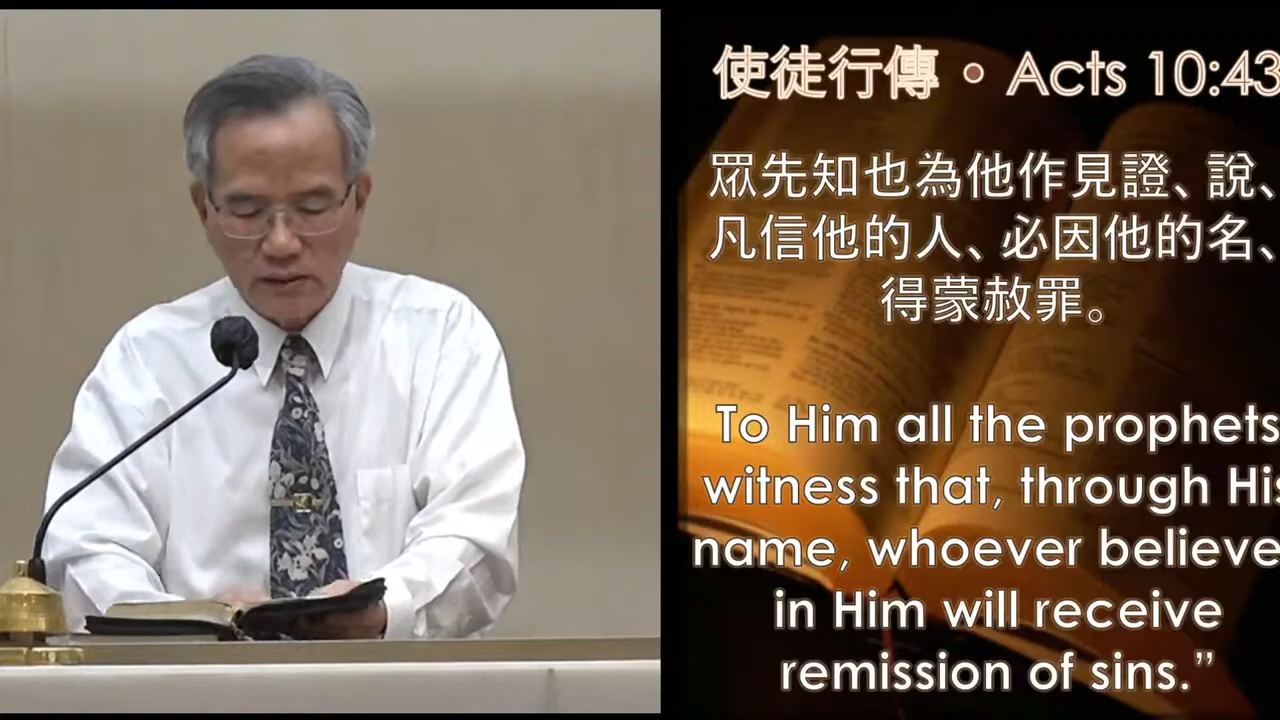 使徒行傳 • Acts 10:43
眾先知也為他作見證、說、
凡信他的人、必因他的名、
得蒙赦罪。
To Him all the prophets
witness that, through His
name, whoever believe
in Him will receive
remission of sins.”